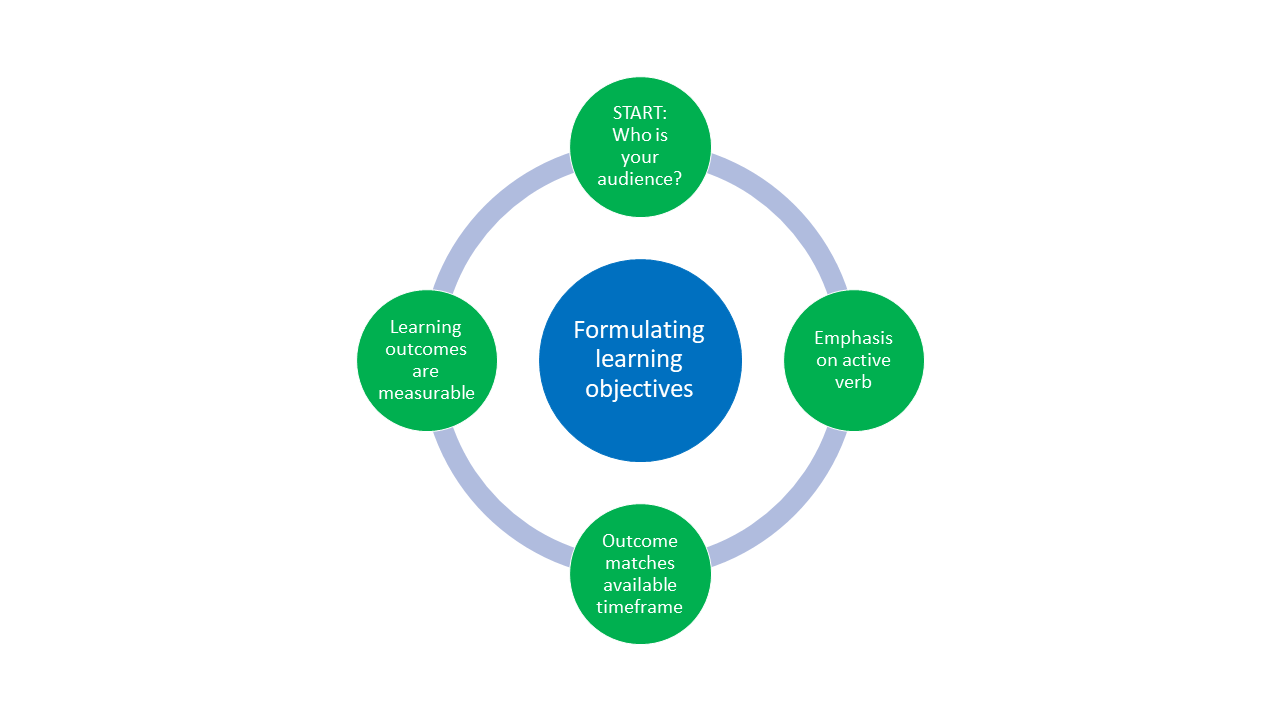 START:
Who is
your
audience?
Emphasis
on active
verb
Outcome
matches
available
timeframe
Learning
outcomes
are
measurable
Formulating
learning
objectives